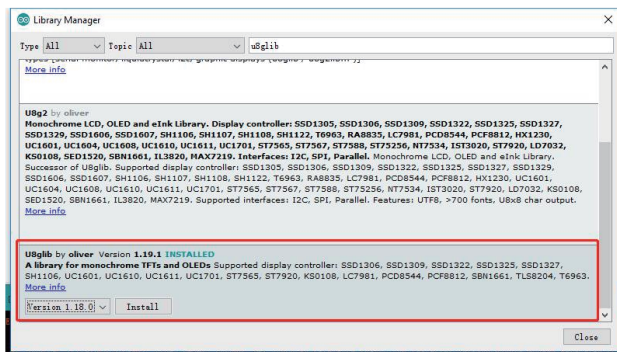 Library Manager
Type All Topic All u8glib
More info
U8g2 by oliver
Monochrome LCD, OLED and eInk Library. Display controller: SSD1305, SSD1306, SSD1309, SSD1322, SSD1325, SSD1327,
SSD1329, SSD1606, SSD1607, SH1106, SH1107, SH1108, SH1122, T6963, RA8835, LC7981, PCD8544, PCF8812, HX1230,
UC1601, UC1604, UC1608, UC1610, UC1611, UC1701, ST7565, ST7567, ST7588, ST75256, NT7534, IST3020, ST7920, LD7032,
KS0108, SED1520, SBN1661, IL3820, MAX7219. Supported interfaces: I2C, SPI, Parallel. Monochrome LCD, OLED and eInk Library.
Successor of U8glib. Supported display controller: SSD1305, SSD1306, SSD1309, SSD1322, SSD1325, SSD1327, SSD1329,
SSD1606, SSD1607, SH1106, SH1107, SH1108, SH1122, T6963, RA8835, LC7981, PCD8544, PCF8812, HX1230, UC1601,
UC1604, UC1608, UC1610, UC1611, UC1701, ST7565, ST7567, ST7588, ST75256, NT7534, IST3020, ST7920, LD7032, KS0108,
SED1520, SBN1661, IL3820, MAX7219. Supported interfaces: I2C, SPI, Parallel. Features: UTF8, >700 fonts, U8x8 char output.
More info
U8glib by oliver Version 1.19.1 INSTALLED
A library for monochrome TFTs and OLEDs Supported display controller: SSD1306, SSD1309, SSD1322, SSD1325, SSD1327,
SH1106, UC1601, UC1610, UC1611, UC1701, ST7565, ST7920, KS0108, LC7981, PCD8544, PCF8812, SBN1661, TLS8204, T6963.
More info
Version 1.18.0 Install
Close